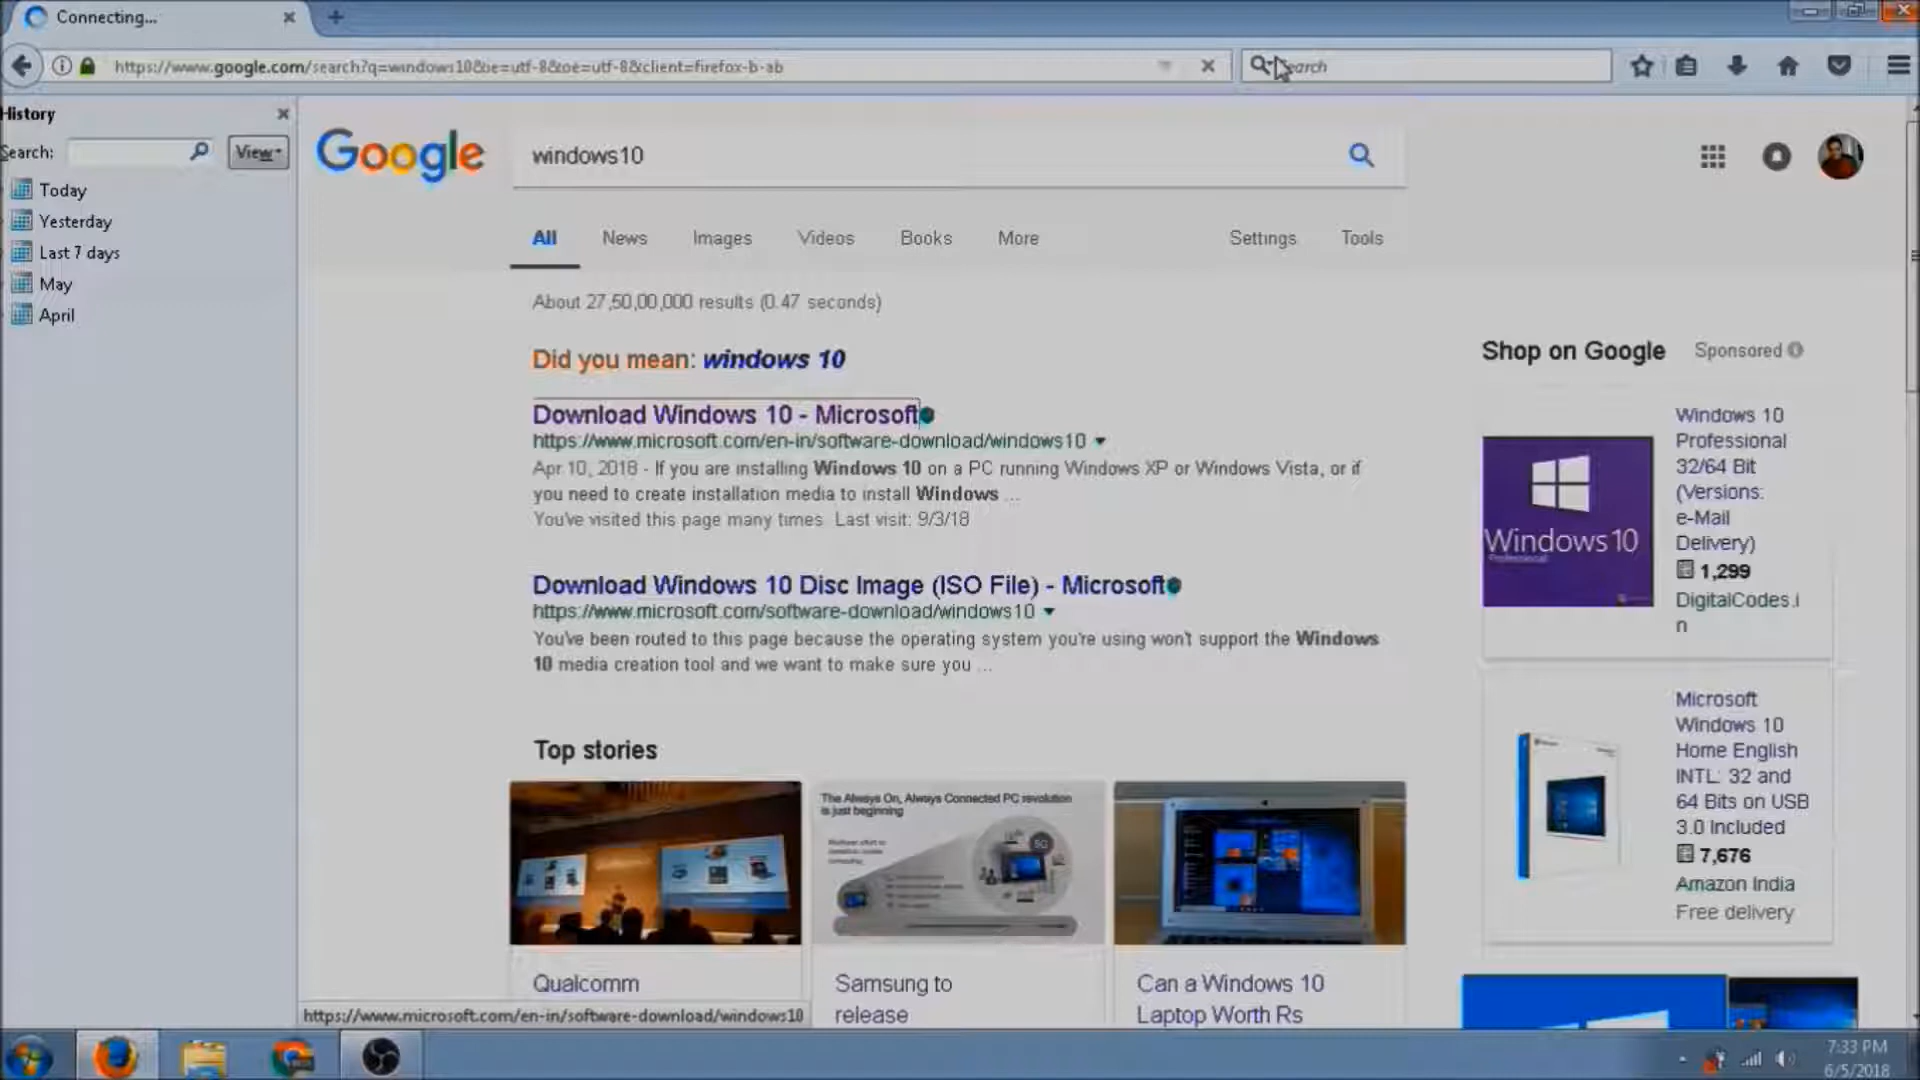 Connecting...
https://www.google.com/search?q=windows10&ie=utf-8&oe=utf-8&client=firefox-b-ab
Search
History
Search:
View
Today
Yesterday
Last 7 days
May
April
Google
windows10
All
News
Images
Videos
Books
More
Settings
Tools
About 27,50,00,000 results (0.47 seconds)
Did you mean: windows 10
Download Windows 10 - Microsoft
https://www.microsoft.com/en-in/software-download/windows10
Apr 10, 2018 - If you are installing Windows 10 on a PC running Windows XP or Windows Vista, or if
you need to create installation media to install Windows ...
You've visited this page many times. Last visit: 9/3/18
Download Windows 10 Disc Image (ISO File) - Microsoft
https://www.microsoft.com/software-download/windows10
You've been routed to this page because the operating system you're using won't support the Windows
10 media creation tool and we want to make sure you ...
Top stories
The Always On, Always Connected PC revolution
is just beginning
5G
Qualcomm
Samsung to
release
Can a Windows 10
Laptop Worth Rs
Shop on Google
Sponsored
Windows 10
Windows 10
Professional
32/64 Bit
(Versions:
e-Mail
Delivery)
1,299
DigitalCodes.i
n
Microsoft
Windows 10
Home English
INTL: 32 and
64 Bits on USB
3.0 Included
7,676
Amazon India
Free delivery
https://www.microsoft.com/en-in/software-download/windows10
7:33 PM
6/5/2018